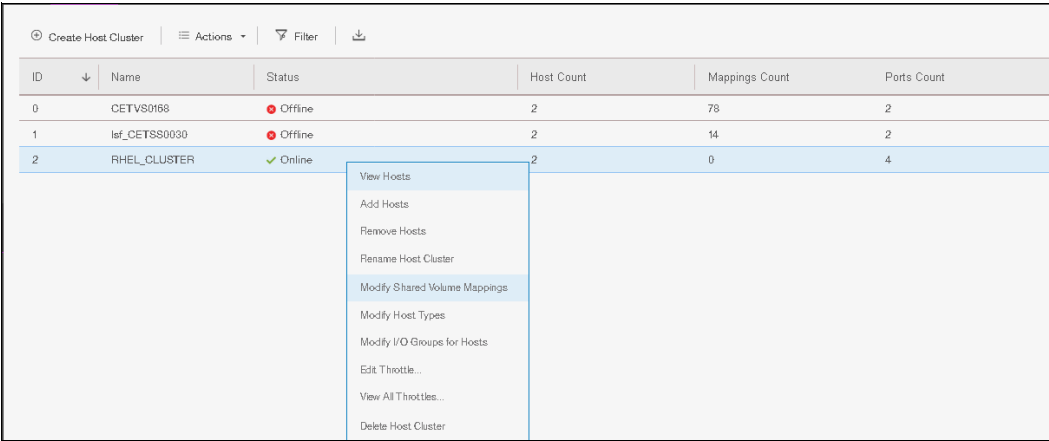 Create Host Cluster Actions Filter
ID Name Status Host Count Mappings Count Ports Count
0 CETVS0168 Offline 2 78 2
1 lsf_CETSS0030 Offline 2 14 2
2 RHEL_CLUSTER Online 2 0 4
View Hosts
Add Hosts
Remove Hosts
Rename Host Cluster
Modify Shared Volume Mappings
Modify Host Types
Modify I/O Groups for Hosts
Edit Throttle...
View All Throttles...
Delete Host Cluster